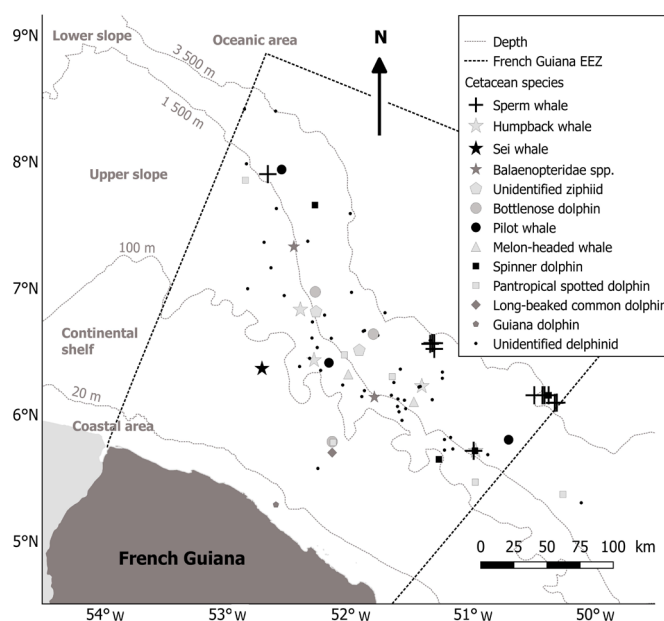 9°N
Lower slope
Oceanic area
3 500 m
1 500 m
N
8°N
Upper slope
100 m
7°N
Continental
shelf
20 m
6°N
Coastal area
5°N
French Guiana
54°W
53°W
52°W
51°W
50°W
Depth
French Guiana EEZ
Cetacean species
Sperm whale
Humpback whale
Sei whale
Balaenopteridae spp.
Unidentified ziphiid
Bottlenose dolphin
Pilot whale
Melon-headed whale
Spinner dolphin
Pantropical spotted dolphin
Long-beaked common dolphin
Guiana dolphin
Unidentified delphinid
0 25 50 75 100 km